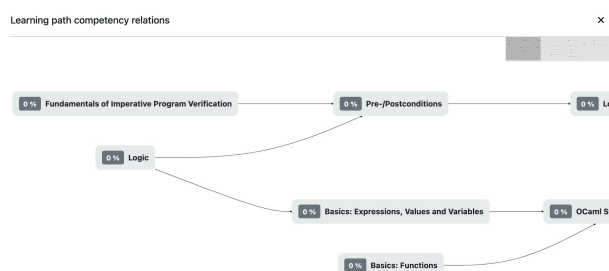 Learning path competency relations ×
0 % Fundamentals of Imperative Program Verification
0 % Pre-/Postconditions
0 %
0 % Logic
0 % Basics: Expressions, Values and Variables
0 % OCaml
0 % Basics: Functions